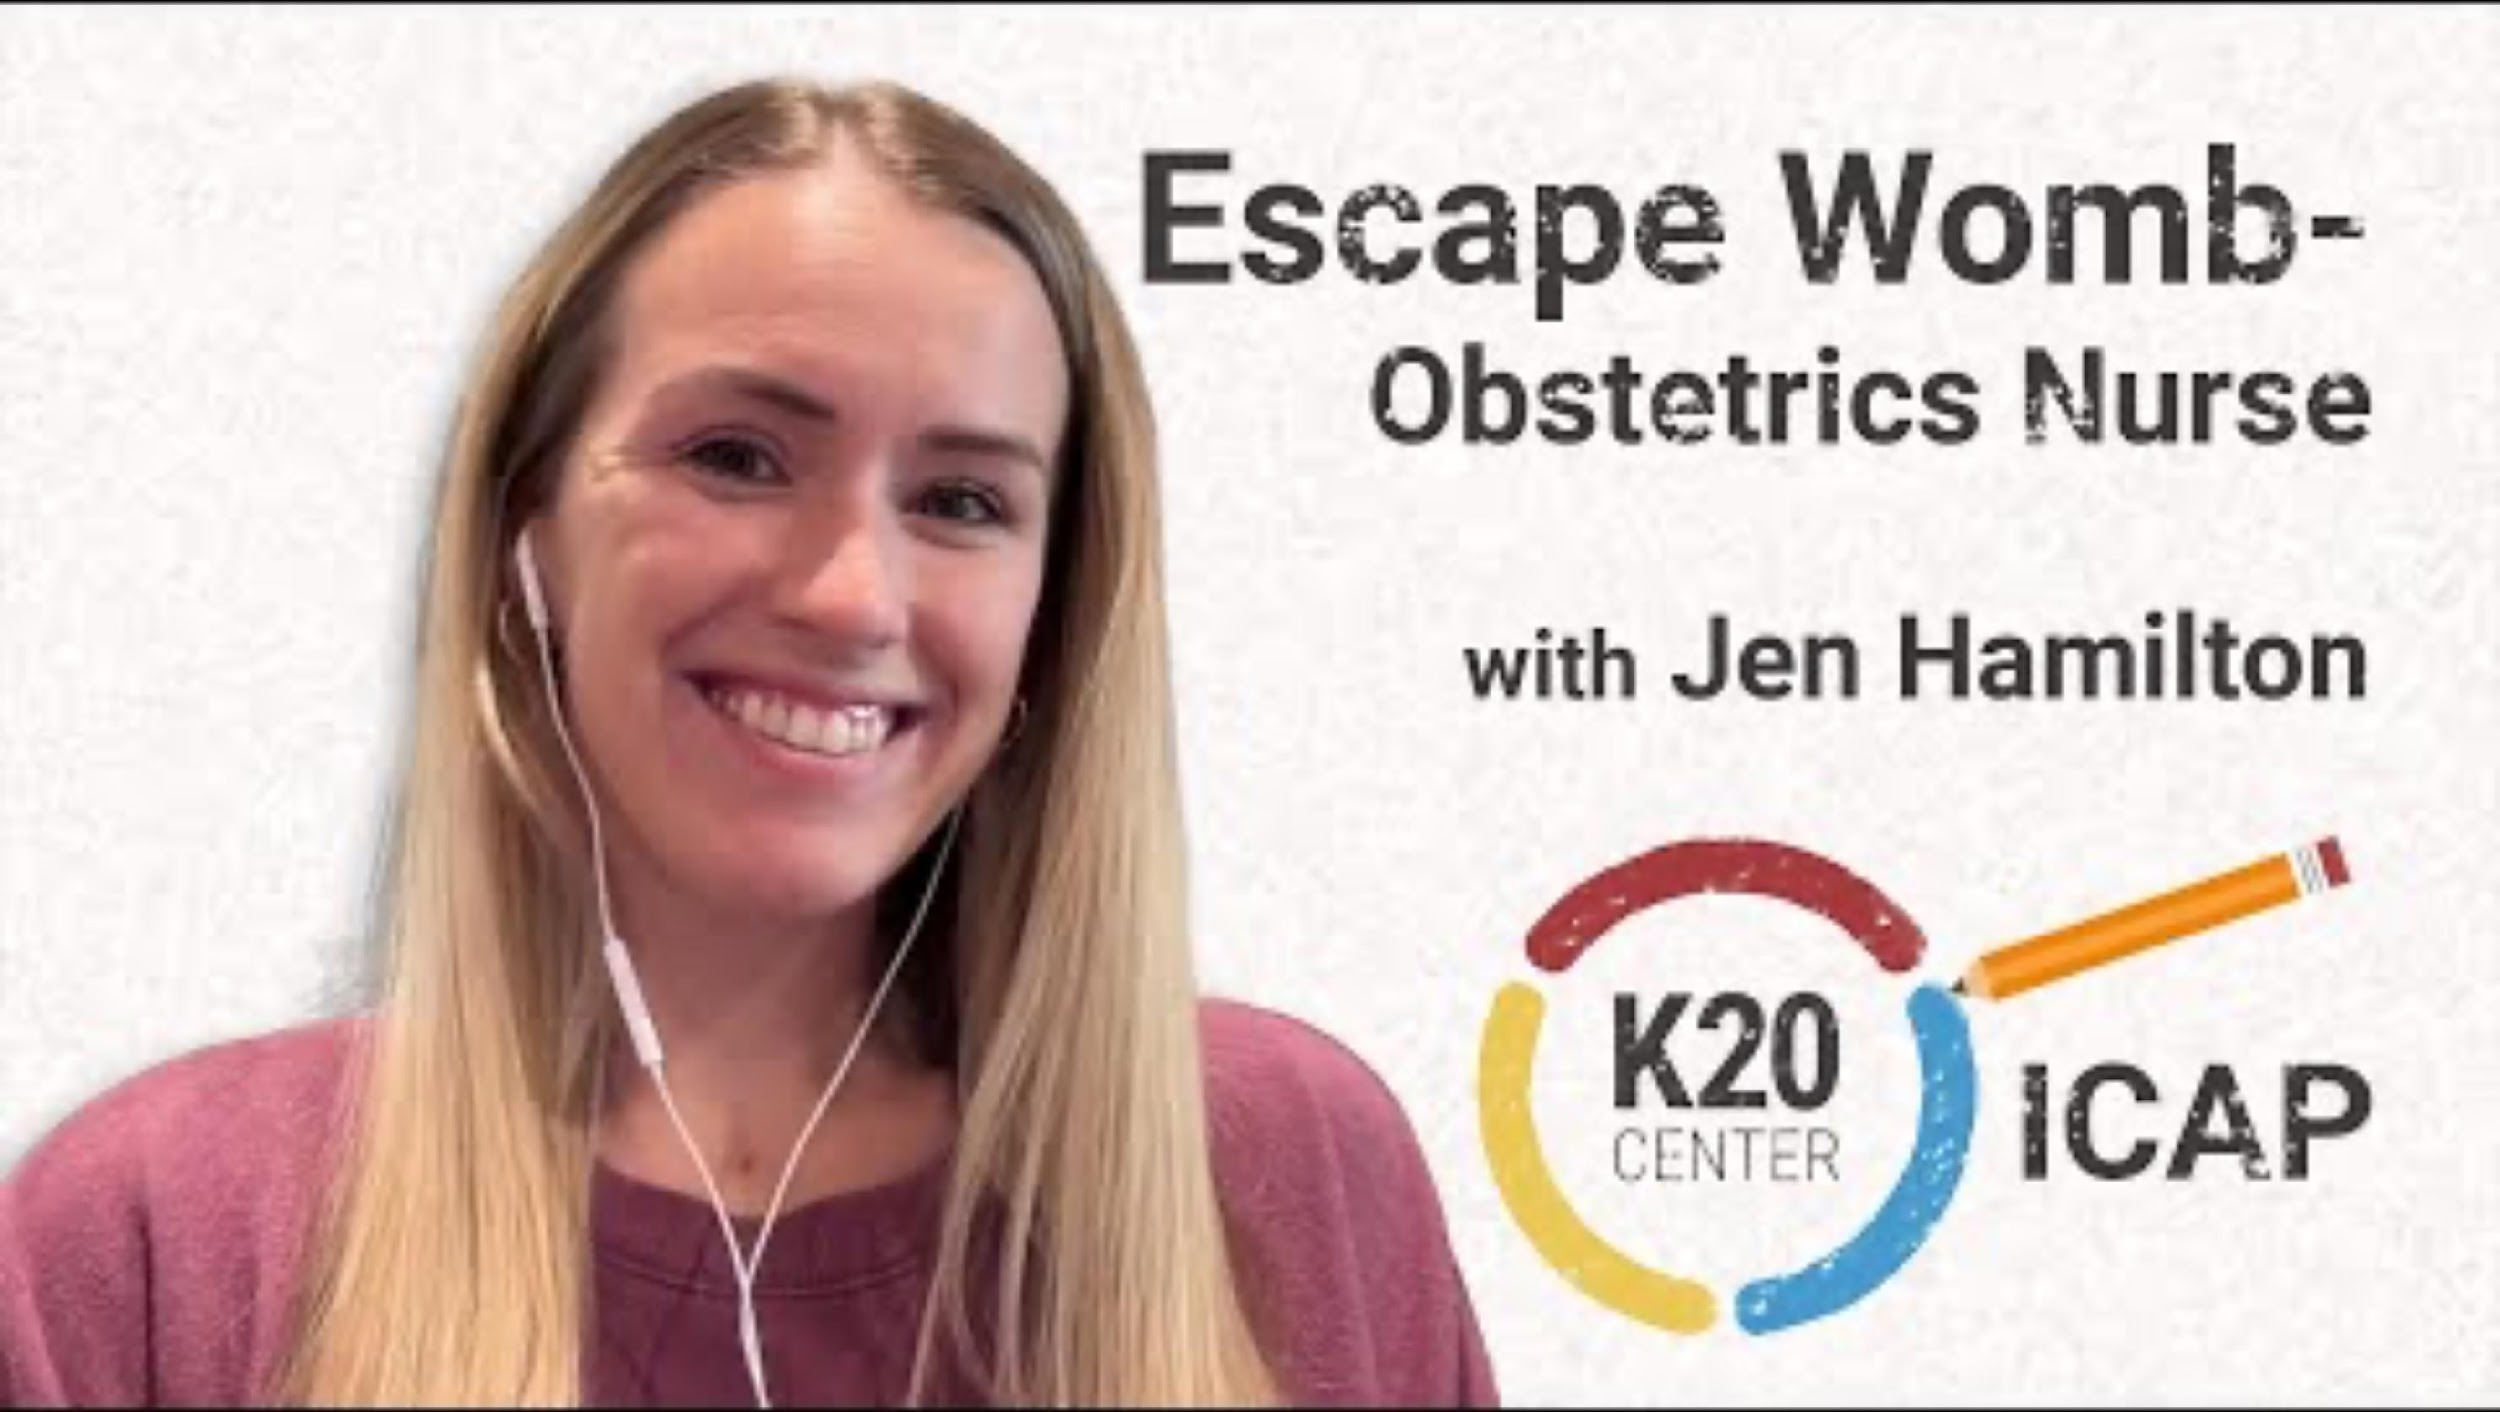 Escape Womb-
Obstetrics Nurse
with Jen Hamilton
K20
CENTER
ICAP